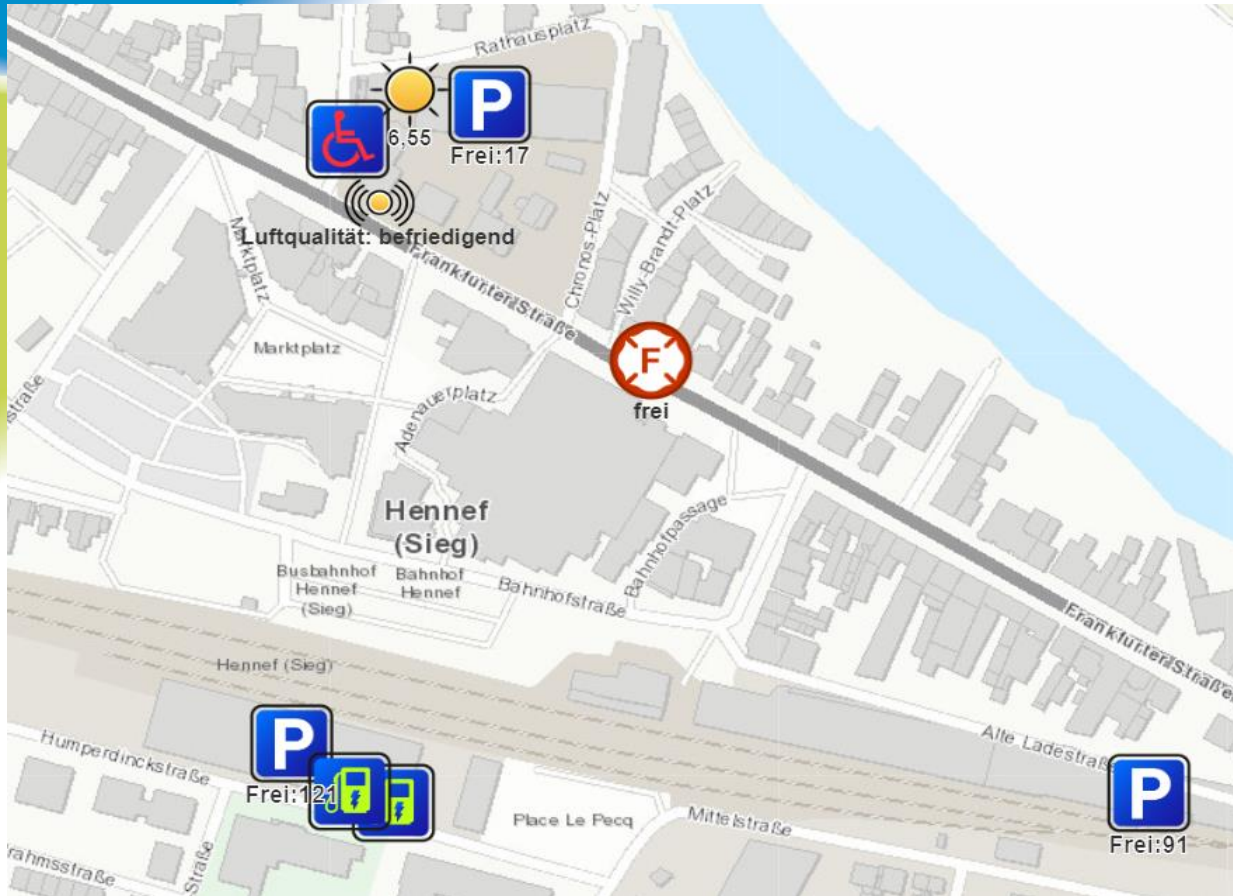 Rathausplatz
P
6,55
Frei:17
Luftqualität: befriedigend
Marktplatz
Chronos-Platz
Willy-Brandt-Platz
Frankfurter Straße
Marktplatz
F
frei
Adenauerplatz
Hennef
(Sieg)
Bahnhofpassage
Busbahnhof
Hennef
(Sieg)
Bahnhof
Hennef
Bahnhofstraße
Frankfurter Straße
Hennef (Sieg)
P
Frei:121
Humperdinckstraße
Alte Ladestraße
P
Frei:91
Place Le Pecq
Mittelstraße
rahmsstraße
Straße